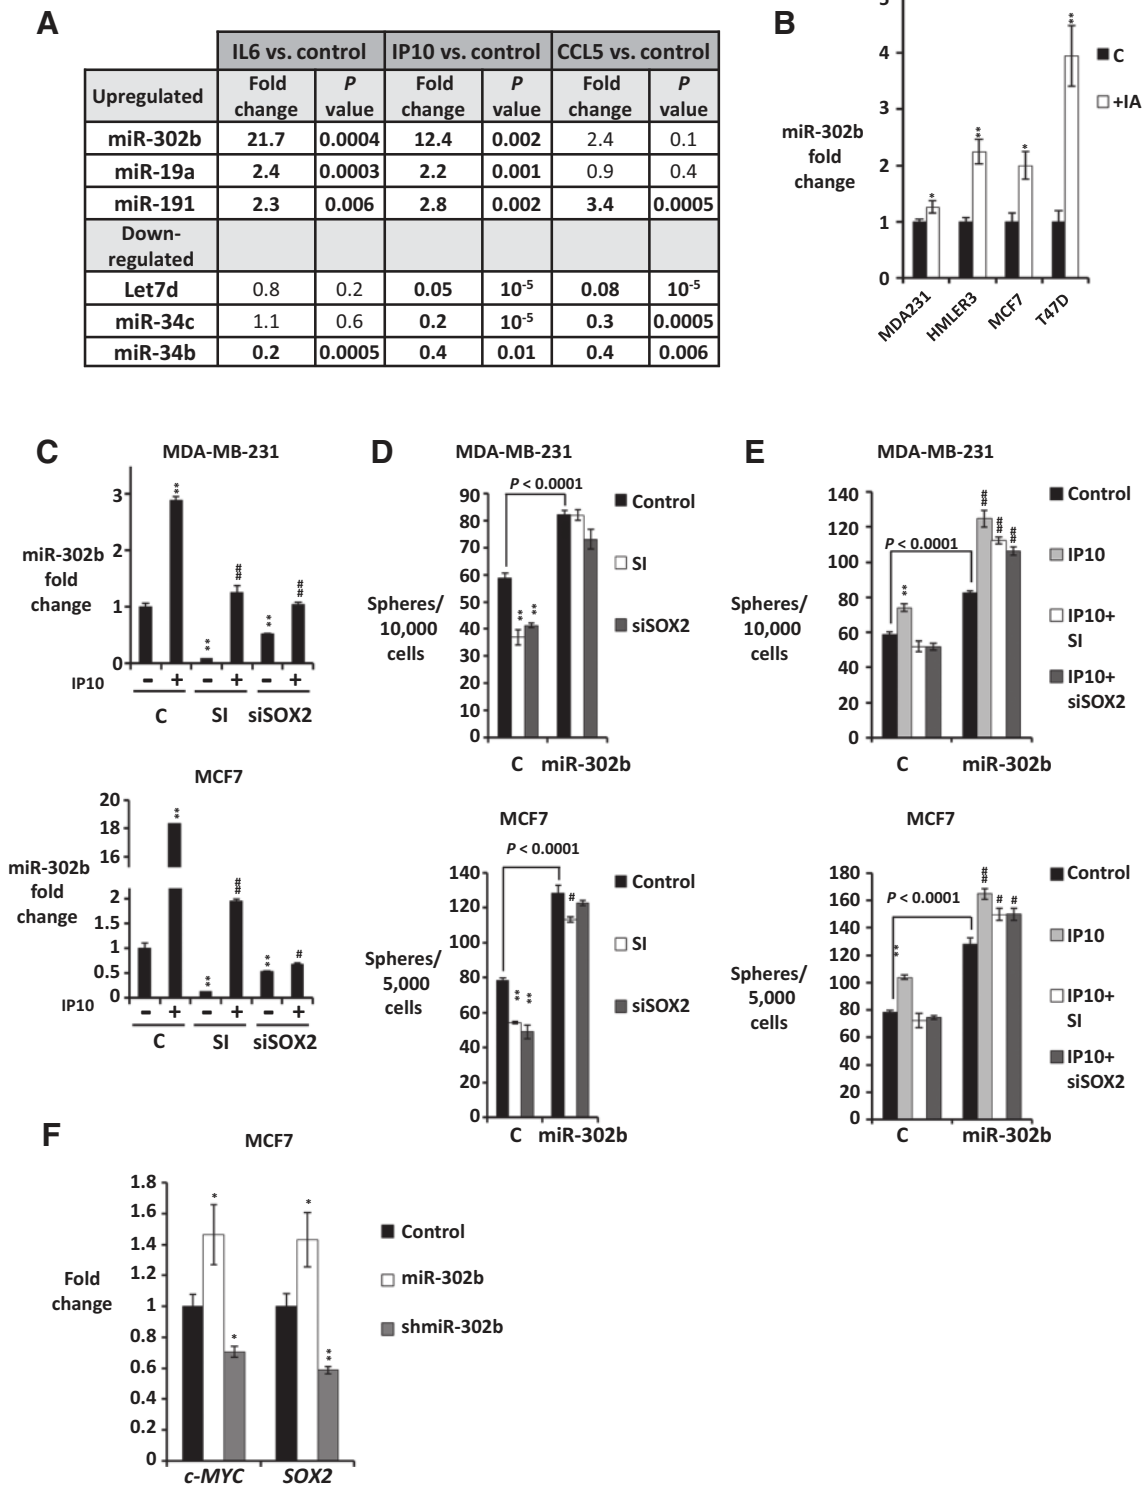 A
IL6 vs. control IP10 vs. control CCL5 vs. control
Upregulated Fold change P value Fold change P value Fold change P value
miR-302b 21.7 0.0004 12.4 0.002 2.4 0.1
miR-19a 2.4 0.0003 2.2 0.001 0.9 0.4
miR-191 2.3 0.006 2.8 0.002 3.4 0.0005
Down-
regulated
Let7d 0.8 0.2 0.05 10-5 0.08 10-5
miR-34c 1.1 0.6 0.2 10-5 0.3 0.0005
miR-34b 0.2 0.0005 0.4 0.01 0.4 0.006
B
miR-302b
fold
change
5
4
3
2
1
0
* ** * **
MDA231 HMLER3 MCF7 T47D
C
+IA
C
MDA-MB-231
miR-302b
fold
change
3
2
1
0
** ** ## ** ##
IP10 - + - + - +
C SI siSOX2
MCF7
miR-302b
fold
change
20
18
16
2
1.5
1
0.5
0
** ** ## ** #
IP10 - + - + - +
C SI siSOX2
D
MDA-MB-231
P < 0.0001
Spheres/
10,000
cells
90
80
70
60
50
40
30
20
10
0
** **
C miR-302b
Control
SI
siSOX2
MCF7
P < 0.0001
Spheres/
5,000
cells
140
120
100
80
60
40
20
0
** ** #
C miR-302b
Control
SI
siSOX2
E
MDA-MB-231
P < 0.0001
Spheres/
10,000
cells
140
120
100
80
60
40
20
0
** ## ## ##
C miR-302b
Control
IP10
IP10+
SI
IP10+
siSOX2
MCF7
P < 0.0001
Spheres/
5,000
cells
180
160
140
120
100
80
60
40
20
0
** ## # #
C miR-302b
Control
IP10
IP10+
SI
IP10+
siSOX2
F
MCF7
Fold
change
1.8
1.6
1.4
1.2
1
0.8
0.6
0.4
0.2
0
* * * **
c-MYC SOX2
Control
miR-302b
shmiR-302b